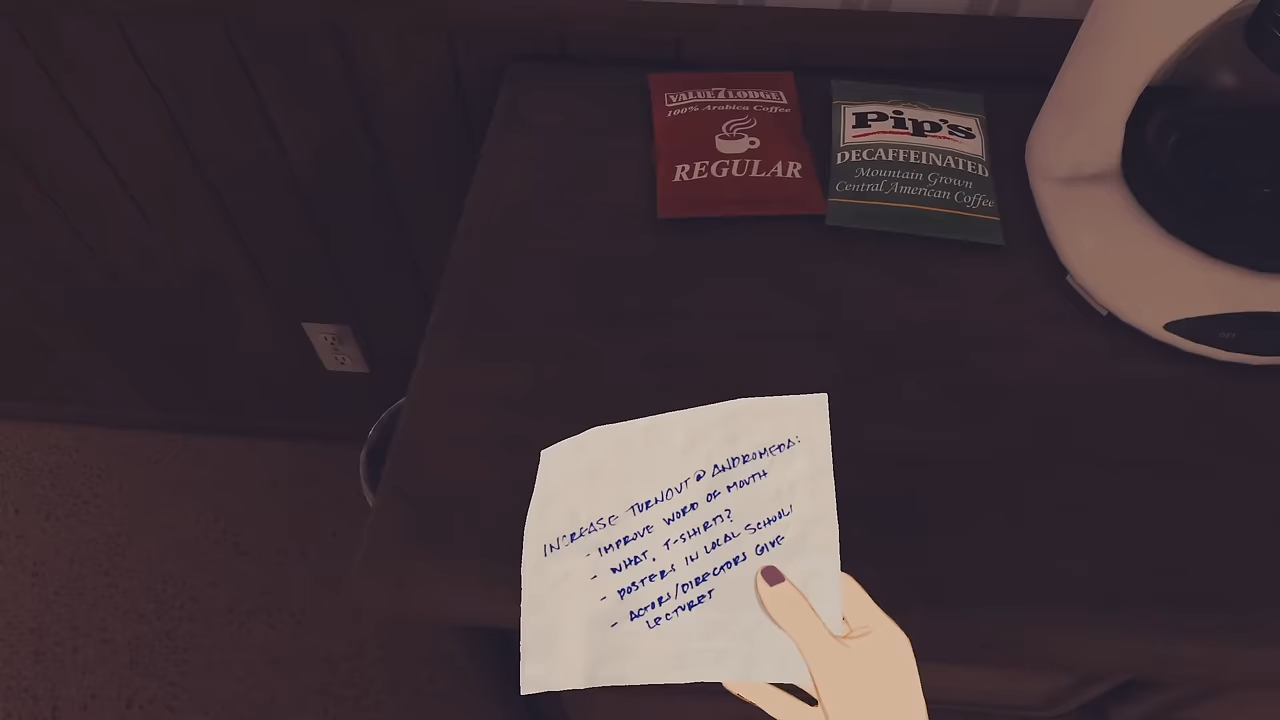 VALUE 7 LODGE
100% Arabica Coffee
REGULAR
Pip's
DECAFFEINATED
Mountain Grown
Central American Coffee
INCREASE TURNOUT @ ANDROMEDA:
- IMPROVE WORD OF MOUTH
- WHAT, T-SHIRTS?
- POSTERS IN LOCAL SCHOOL!
- ACTORS/DIRECTORS GIVE
LECTURES